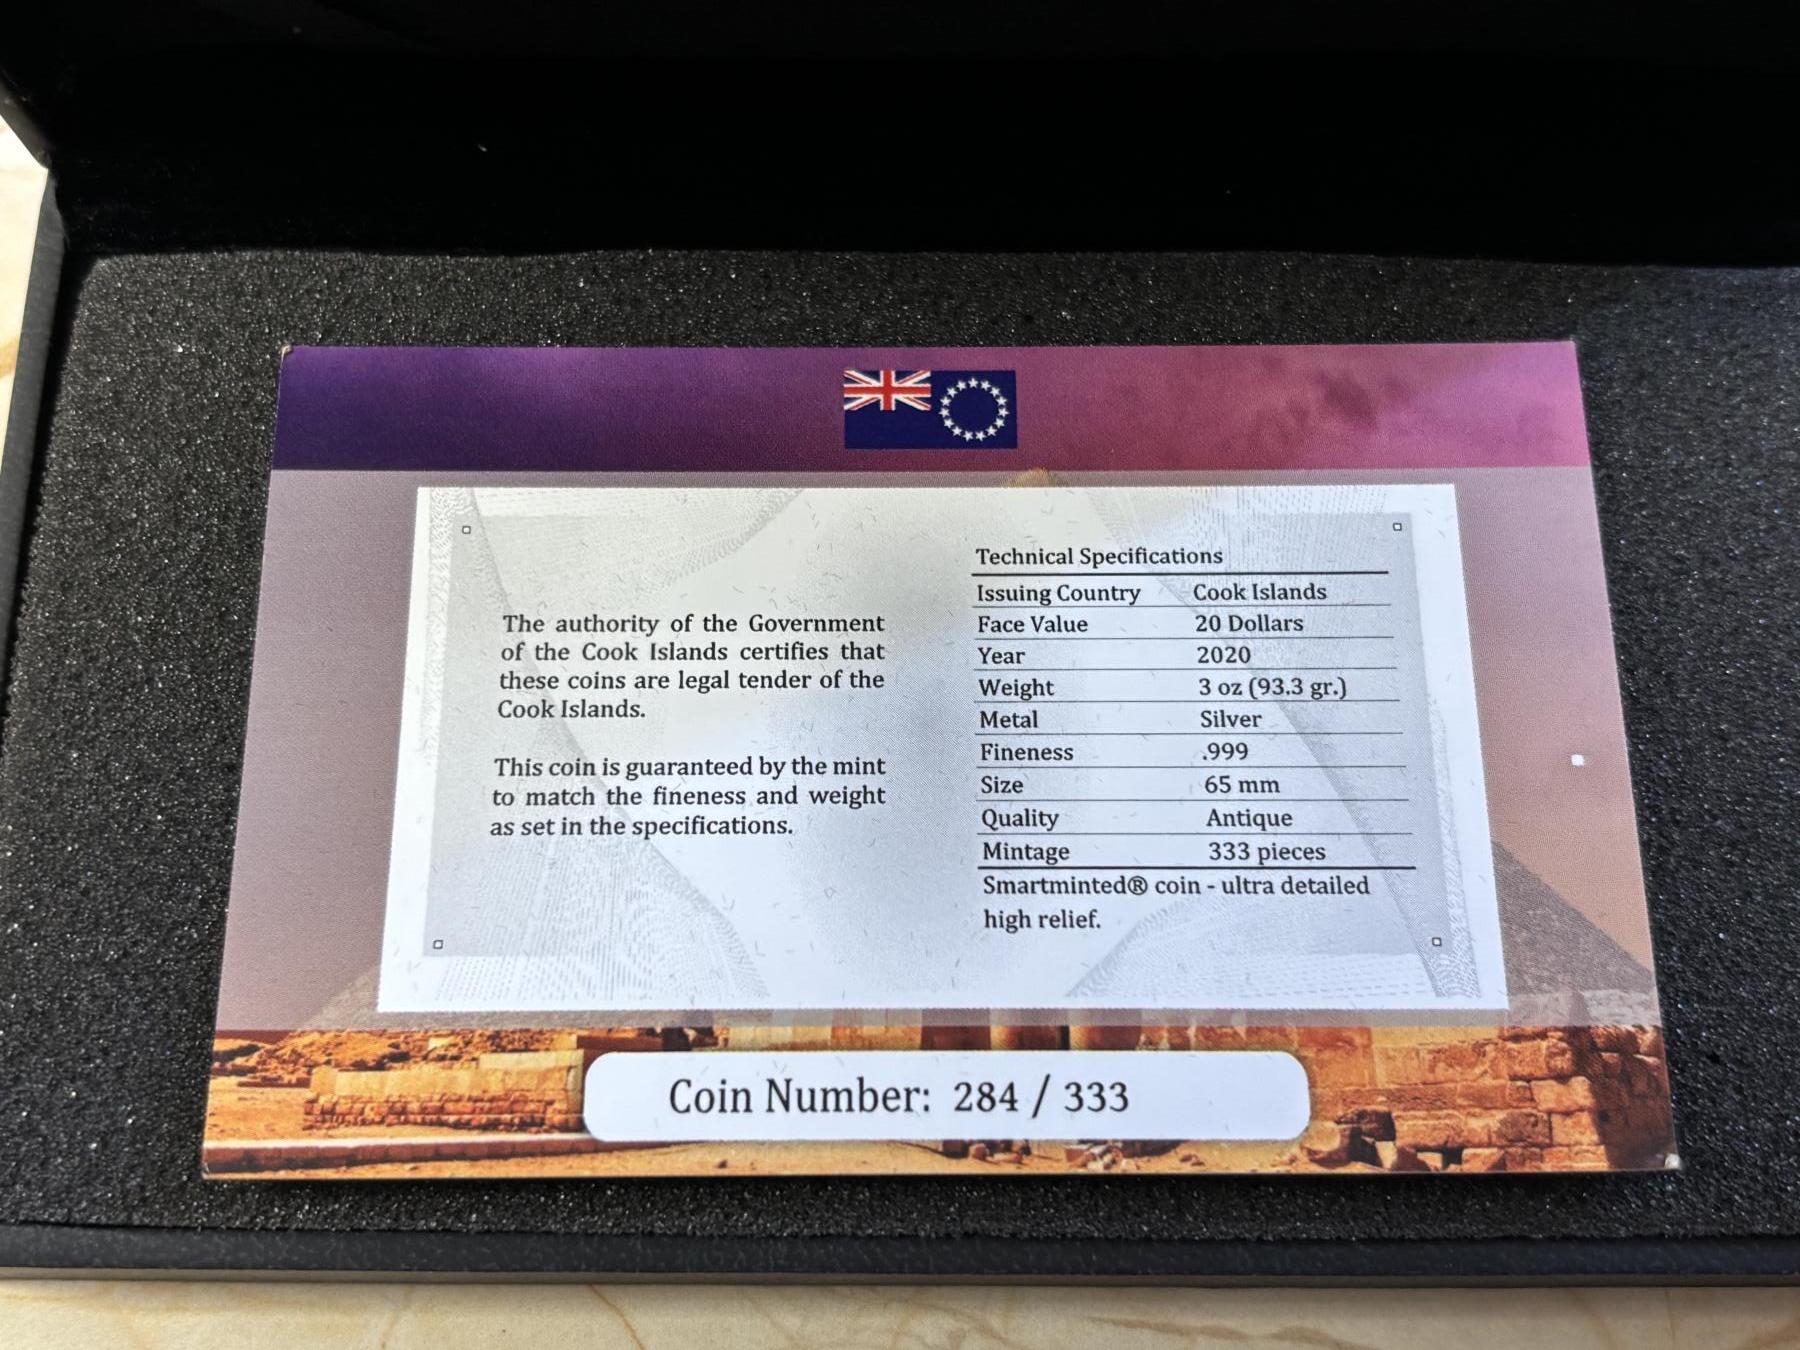 The authority of the Government
of the Cook Islands certifies that
these coins are legal tender of the
Cook Islands.
This coin is guaranteed by the mint
to match the fineness and weight
as set in the specifications.
Technical Specifications
Issuing Country Cook Islands
Face Value 20 Dollars
Year 2020
Weight 3 oz (93.3 gr.)
Metal Silver
Fineness .999
Size 65 mm
Quality Antique
Mintage 333 pieces
Smartminted® coin - ultra detailed
high relief.
Coin Number: 284 / 333